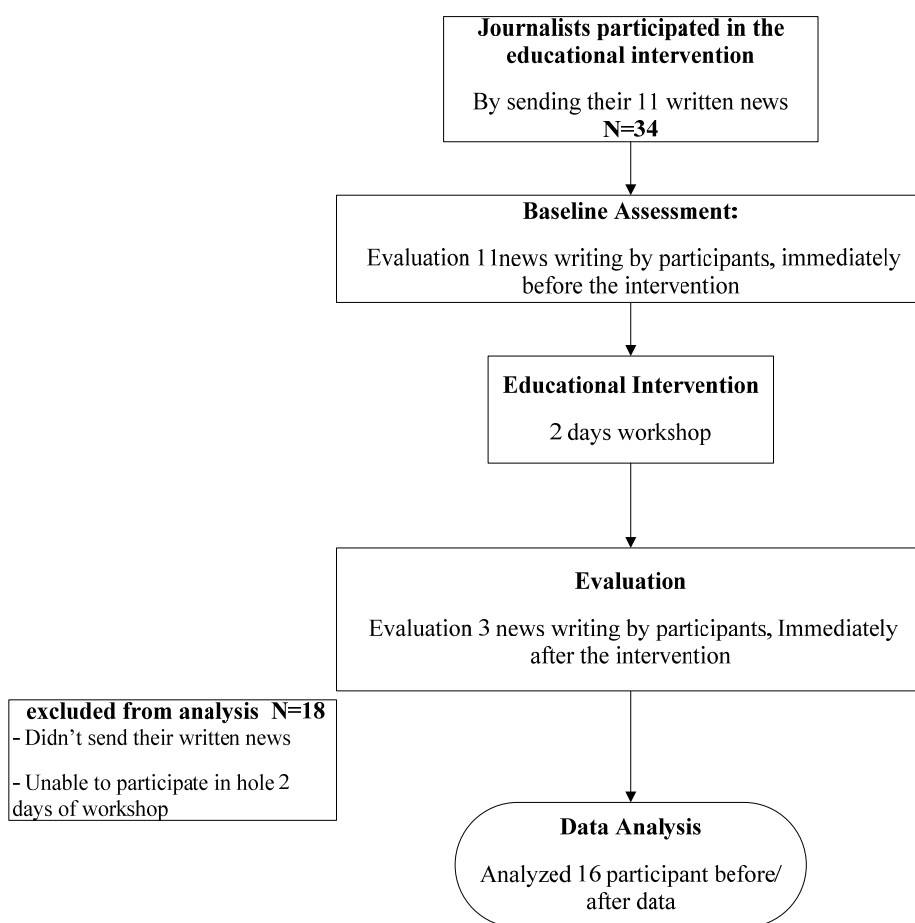 Journalists participated in the
educational intervention
By sending their 11 written news
N=34
Baseline Assessment:
Evaluation 11news writing by participants, immediately
before the intervention
Educational Intervention
2 days workshop
Evaluation
Evaluation 3 news writing by participants, Immediately
after the intervention
excluded from analysis N=18
- Didn’t send their written news
- Unable to participate in hole 2
days of workshop
Data Analysis
Analyzed 16 participant before/
after data